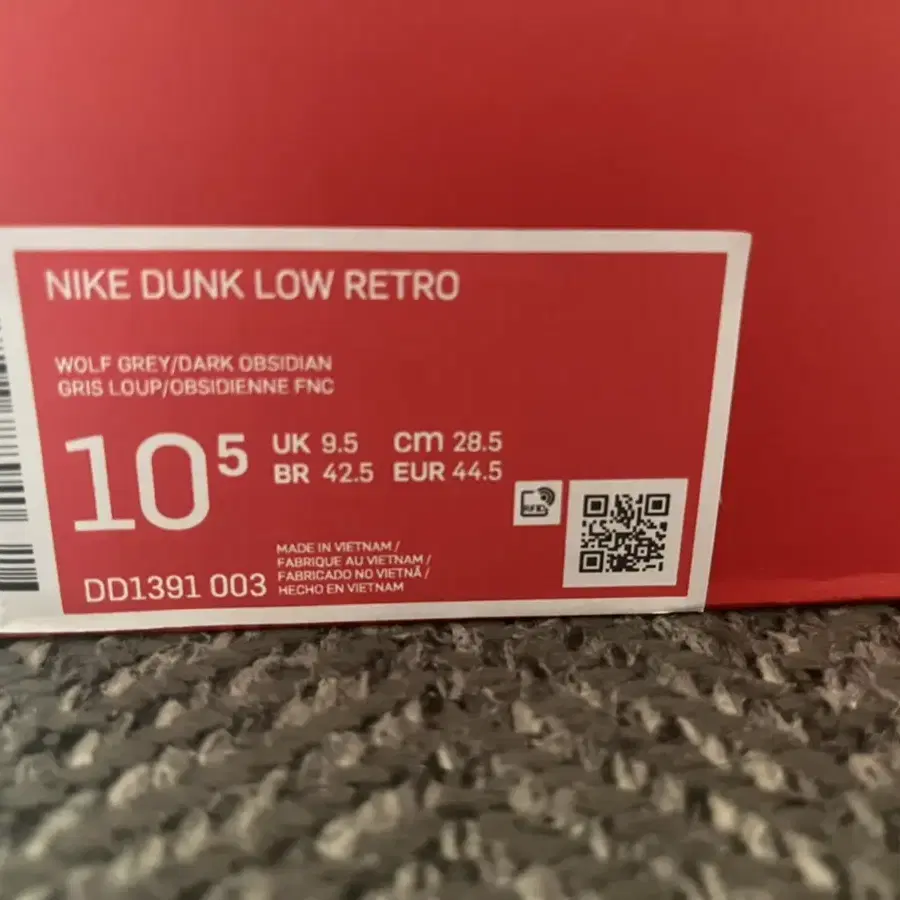 NIKE DUNK LOW RETRO
WOLF GREY/DARK OBSIDIAN
GRIS LOUP/OBSIDIENNE FNC
10 5
UK 9.5 cm 28.5
BR 42.5 EUR 44.5
RFID
MADE IN VIETNAM /
FABRIQUE AU VIETNAM /
FABRICADO NO VIETNÃ /
HECHO EN VIETNAM
DD1391 003